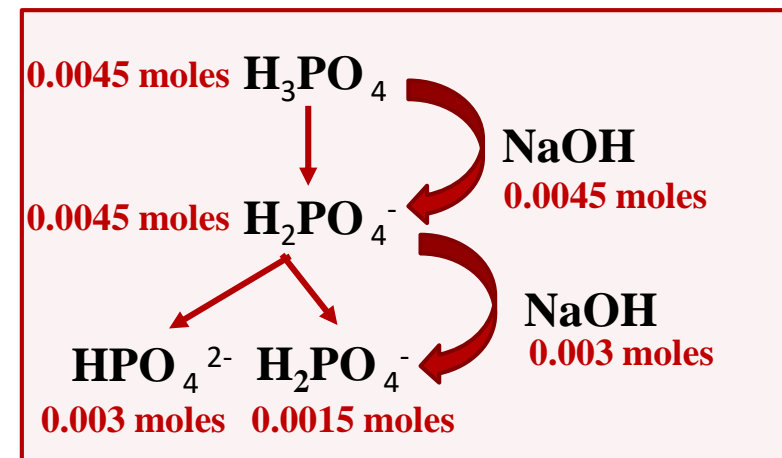 0.0045 moles H₃PO₄
NaOH
0.0045 moles
0.0045 moles H₂PO₄⁻
NaOH
0.003 moles
HPO₄²⁻ H₂PO₄⁻
0.003 moles 0.0015 moles